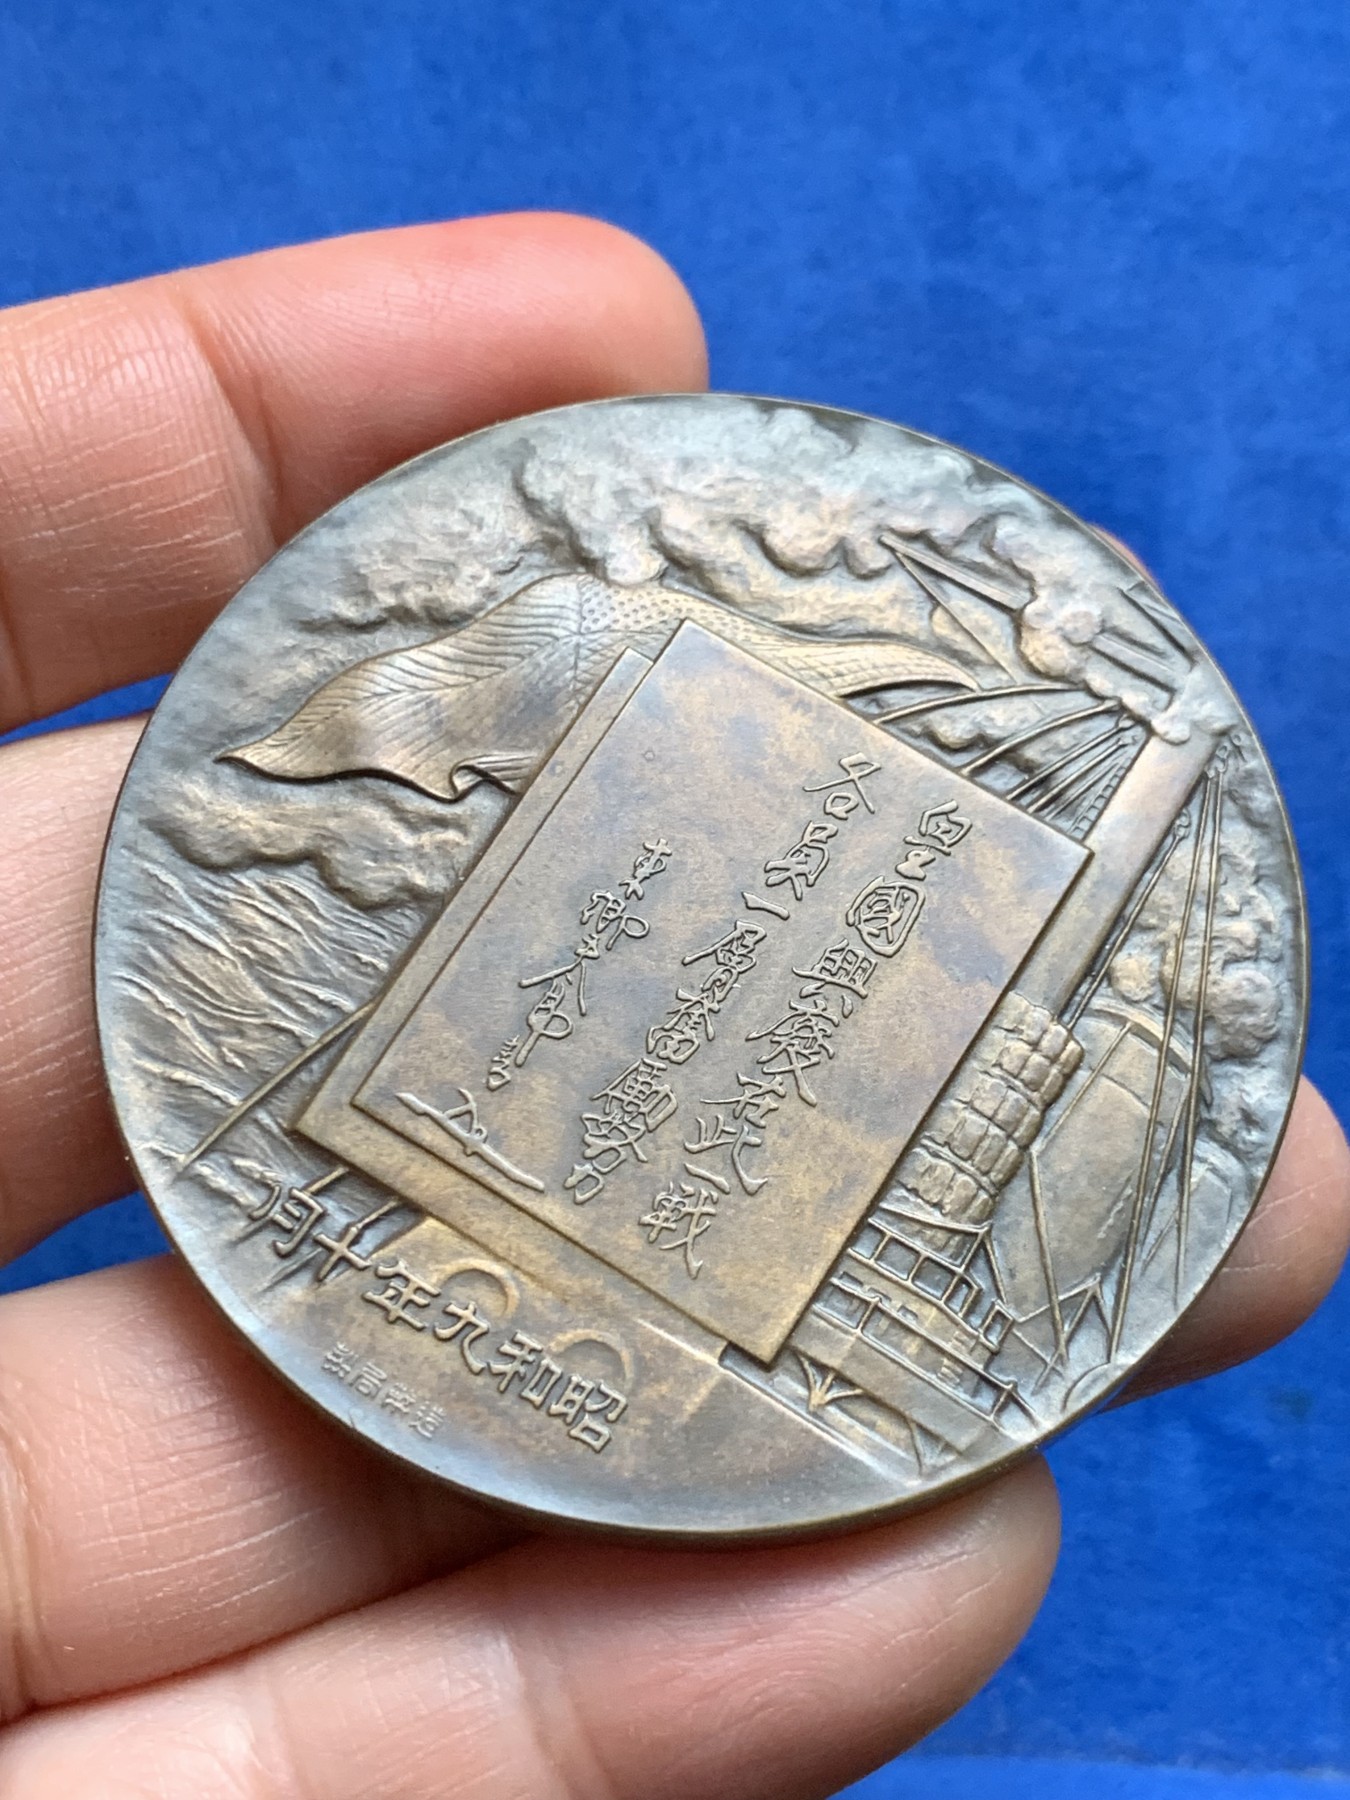 皇國興廢在此一戰
各員一層奮勵努力
東郷平八郎書
昭和九年十月
造幣局製